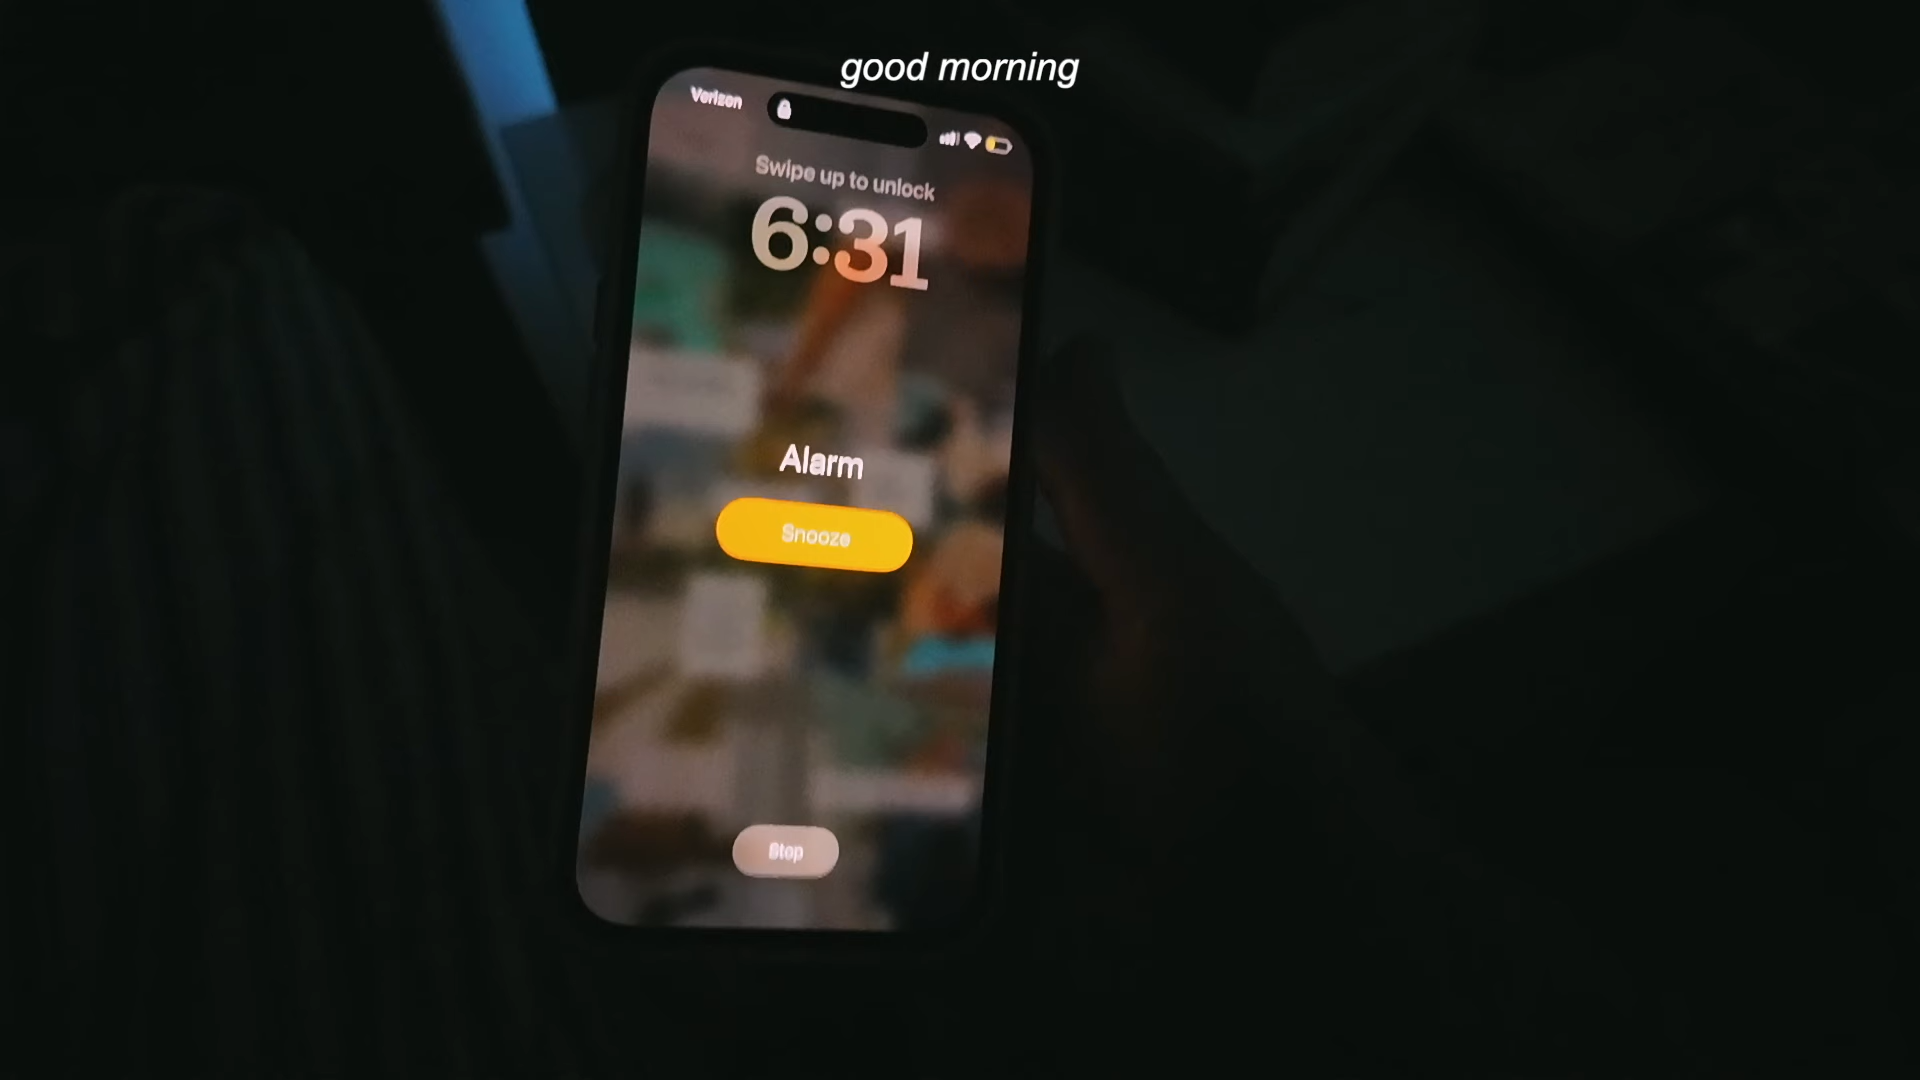 good morning
Verizon
Swipe up to unlock
6:31
Alarm
Snooze
Stop